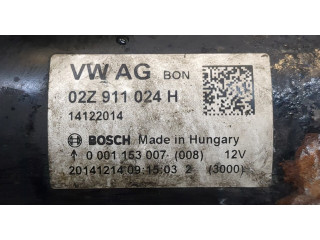 VW AG BON
02Z 911 024 H
14122014
BOSCH Made in Hungary
↑ 0 001 153 007 (008) 12V
20141214 09:15:03 2 (3000)